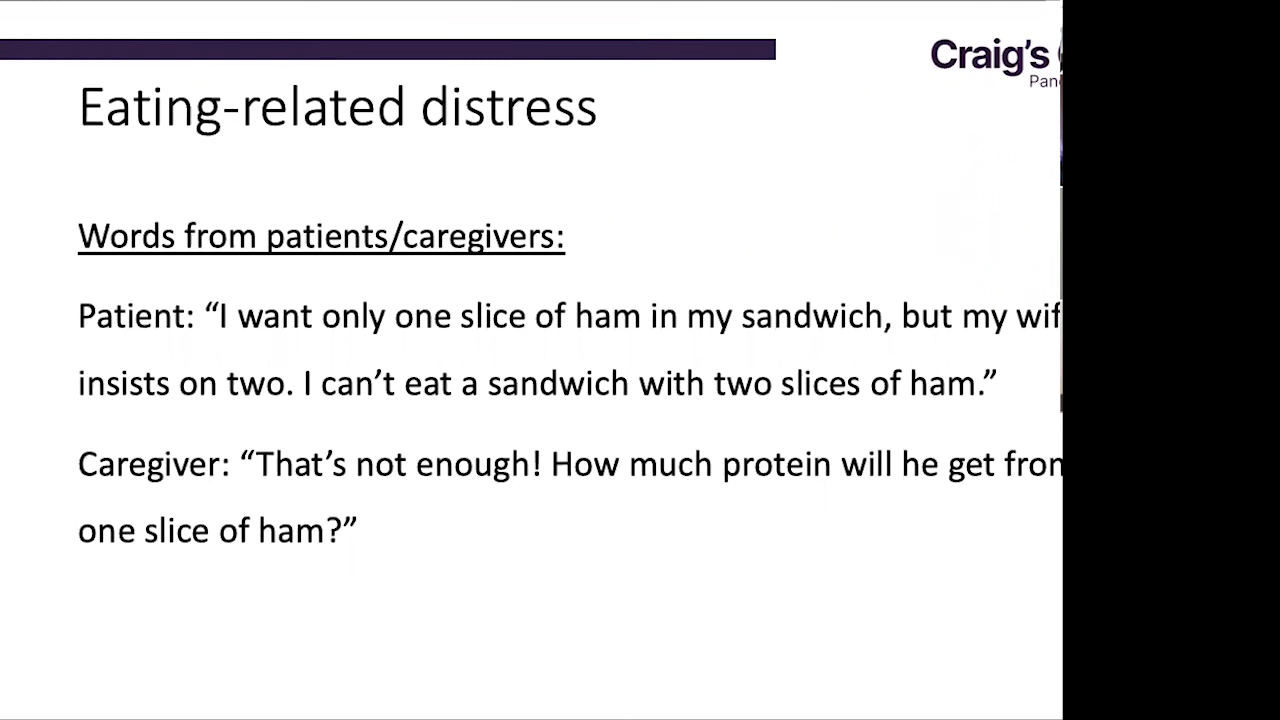 Craig's
Eating-related distress
Words from patients/caregivers:
Patient: “I want only one slice of ham in my sandwich, but my
insists on two. I can’t eat a sandwich with two slices of ham.”
Caregiver: “That’s not enough! How much protein will he get
one slice of ham?”